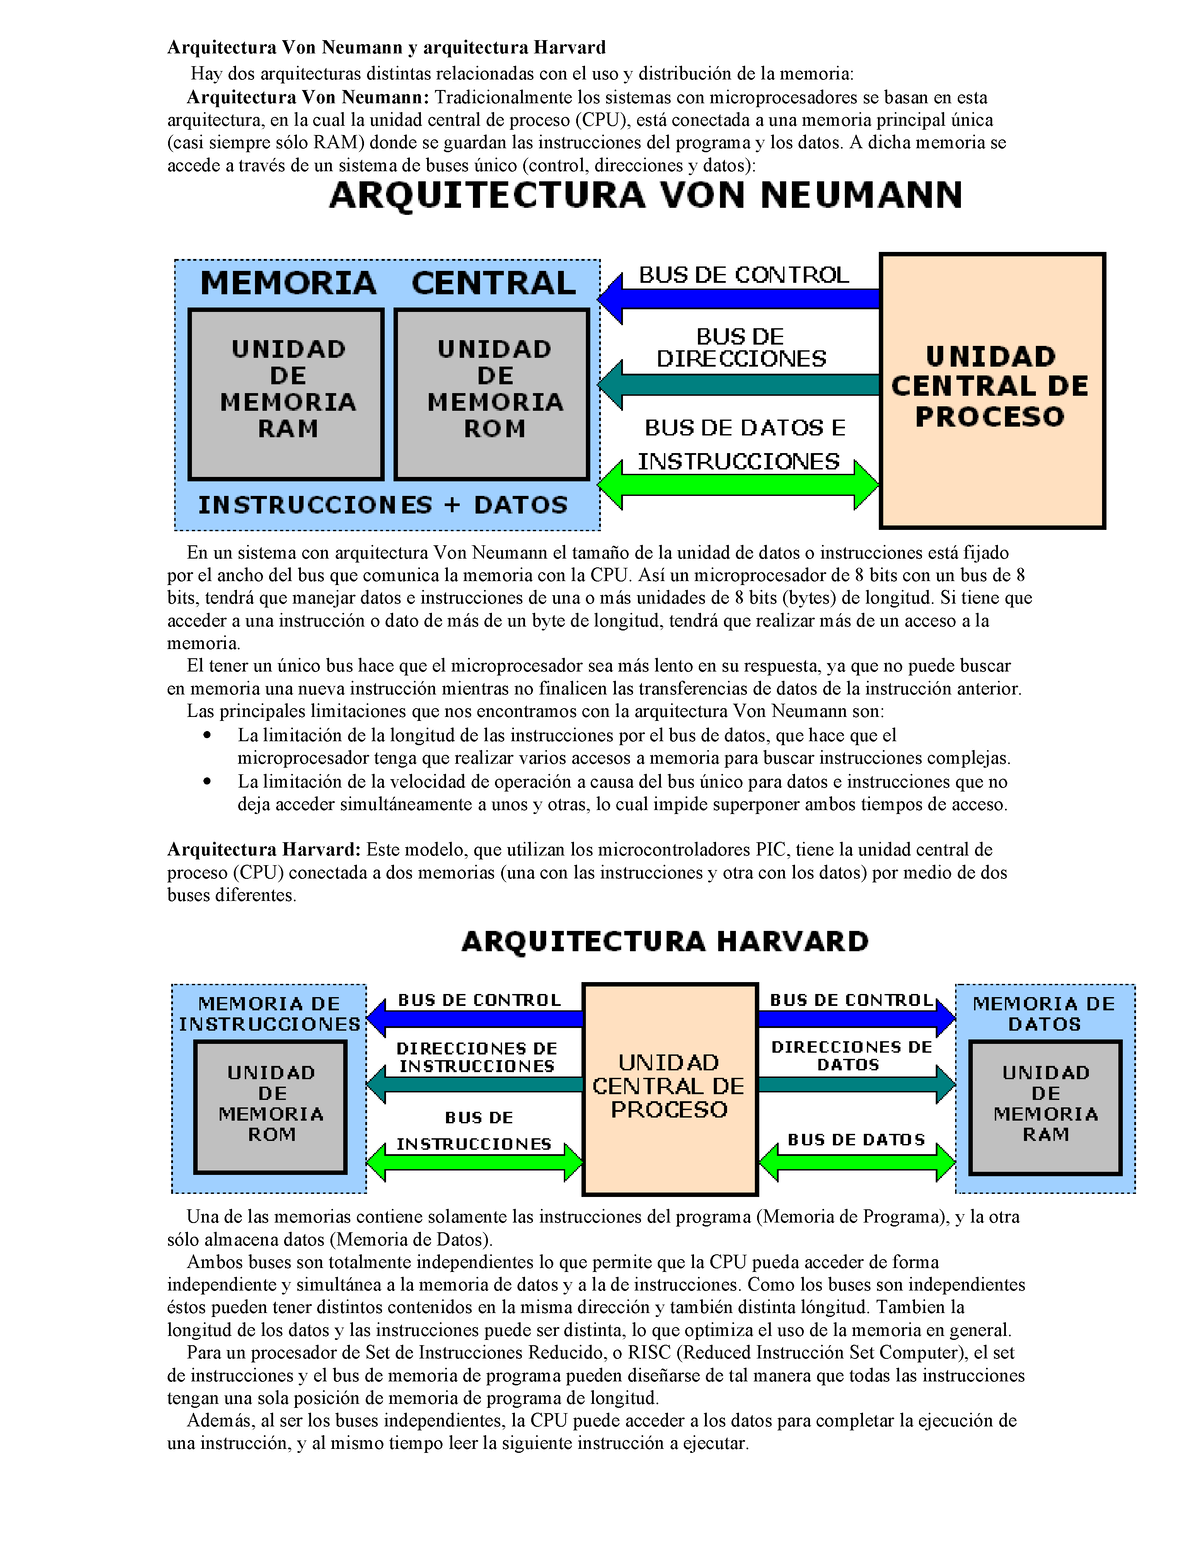 Arquitectura Von Neumann y arquitectura Harvard
Hay dos arquitecturas distintas relacionadas con el uso y distribución de la memoria:
Arquitectura Von Neumann: Tradicionalmente los sistemas con microprocesadores se basan en esta
arquitectura, en la cual la unidad central de proceso (CPU), está conectada a una memoria principal única
(casi siempre sólo RAM) donde se guardan las instrucciones del programa y los datos. A dicha memoria se
accede a través de un sistema de buses único (control, direcciones y datos):
ARQUITECTURA VON NEUMANN
MEMORIA CENTRAL
UNIDAD
DE
MEMORIA
RAM
UNIDAD
DE
MEMORIA
ROM
INSTRUCCIONES + DATOS
BUS DE CONTROL
BUS DE
DIRECCIONES
BUS DE DATOS E
INSTRUCCIONES
UNIDAD
CENTRAL DE
PROCESO
En un sistema con arquitectura Von Neumann el tamaño de la unidad de datos o instrucciones está fijado
por el ancho del bus que comunica la memoria con la CPU. Así un microprocesador de 8 bits con un bus de 8
bits, tendrá que manejar datos e instrucciones de una o más unidades de 8 bits (bytes) de longitud. Si tiene que
acceder a una instrucción o dato de más de un byte de longitud, tendrá que realizar más de un acceso a la
memoria.
El tener un único bus hace que el microprocesador sea más lento en su respuesta, ya que no puede buscar
en memoria una nueva instrucción mientras no finalicen las transferencias de datos de la instrucción anterior.
Las principales limitaciones que nos encontramos con la arquitectura Von Neumann son:
• La limitación de la longitud de las instrucciones por el bus de datos, que hace que el
microprocesador tenga que realizar varios accesos a memoria para buscar instrucciones complejas.
• La limitación de la velocidad de operación a causa del bus único para datos e instrucciones que no
deja acceder simultáneamente a unos y otras, lo cual impide superponer ambos tiempos de acceso.
Arquitectura Harvard: Este modelo, que utilizan los microcontroladores PIC, tiene la unidad central de
proceso (CPU) conectada a dos memorias (una con las instrucciones y otra con los datos) por medio de dos
buses diferentes.
ARQUITECTURA HARVARD
MEMORIA DE
INSTRUCCIONES
UNIDAD
DE
MEMORIA
ROM
BUS DE CONTROL
DIRECCIONES DE
INSTRUCCIONES
BUS DE
INSTRUCCIONES
UNIDAD
CENTRAL DE
PROCESO
BUS DE CONTROL
DIRECCIONES DE
DATOS
BUS DE DATOS
MEMORIA DE
DATOS
UNIDAD
DE
MEMORIA
RAM
Una de las memorias contiene solamente las instrucciones del programa (Memoria de Programa), y la otra
sólo almacena datos (Memoria de Datos).
Ambos buses son totalmente independientes lo que permite que la CPU pueda acceder de forma
independiente y simultánea a la memoria de datos y a la de instrucciones. Como los buses son independientes
éstos pueden tener distintos contenidos en la misma dirección y también distinta lóngitud. Tambien la
longitud de los datos y las instrucciones puede ser distinta, lo que optimiza el uso de la memoria en general.
Para un procesador de Set de Instrucciones Reducido, o RISC (Reduced Instrucción Set Computer), el set
de instrucciones y el bus de memoria de programa pueden diseñarse de tal manera que todas las instrucciones
tengan una sola posición de memoria de programa de longitud.
Además, al ser los buses independientes, la CPU puede acceder a los datos para completar la ejecución de
una instrucción, y al mismo tiempo leer la siguiente instrucción a ejecutar.